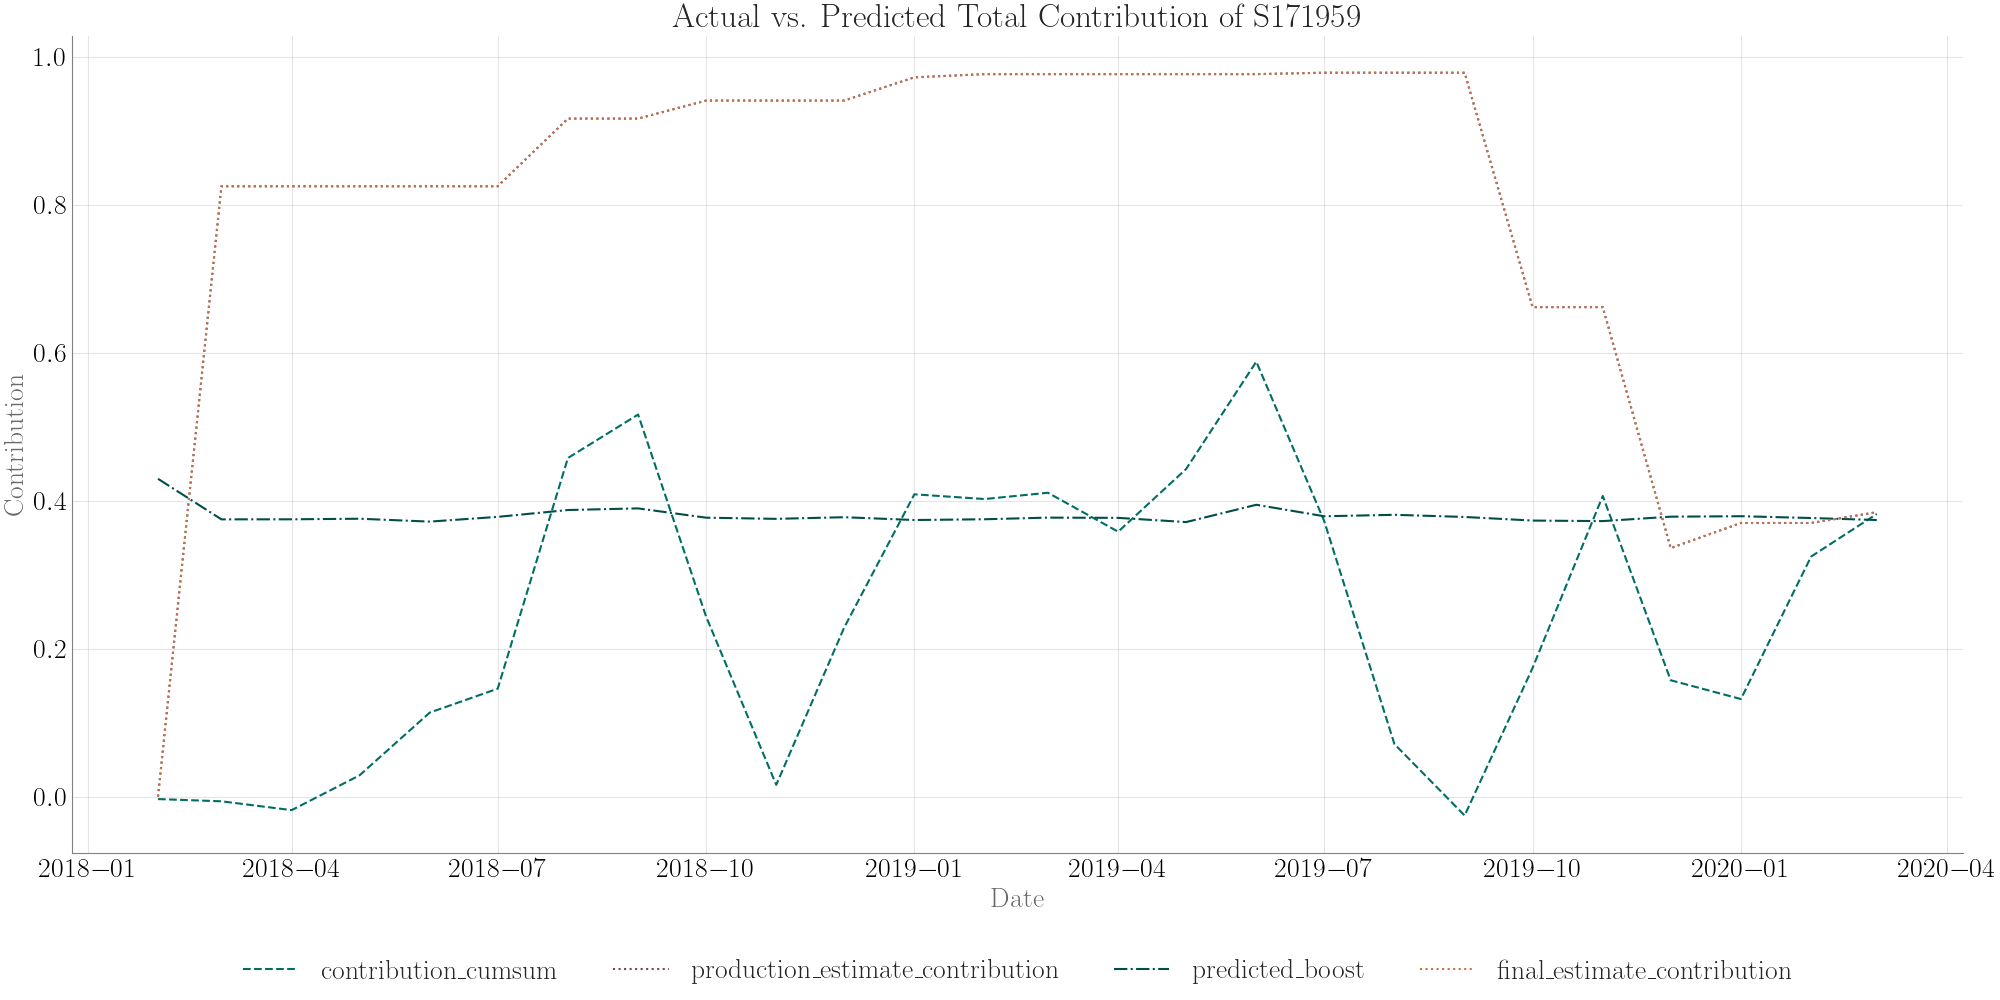 Actual vs. Predicted Total Contribution of S171959
1.0
0.8
0.6
0.4
0.2
0.0
Contribution
2018−01 2018−04 2018−07 2018−10 2019−01 2019−04 2019−07 2019−10 2020−01 2020−04
Date
contribution_cumsum production_estimate_contribution predicted_boost final_estimate_contribution